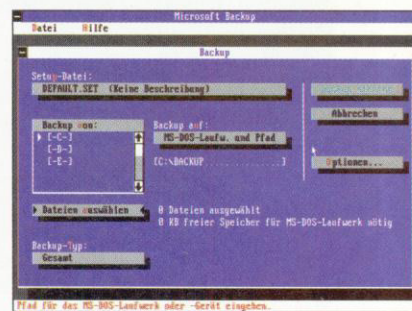 Microsoft Backup
Datei Hilfe
Backup
Setup-Datei:
DEFAULT.SET (Keine Beschreibung)
Abbrechen
Backup von:
Backup auf:
[-C-]
MS-DOS-Laufw. und Pfad
[-D-]
[C:\BACKUP..............]
Optionen...
[-E-]
Dateien auswählen
0 Dateien ausgewählt
0 KB freier Speicher für MS-DOS-Laufwerk nötig
Backup-Typ:
Gesamt
Pfad für das MS-DOS-Laufwerk oder -Gerät eingeben.